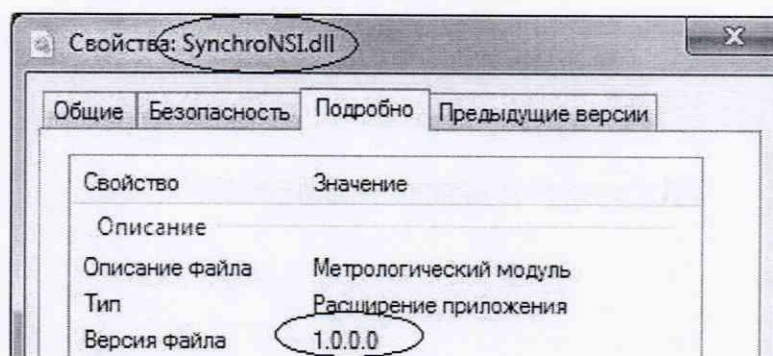 Свойства: SynchroNSI.dll
Общие Безопасность Подробно Предыдущие версии
Свойство Значение
Описание
Описание файла Метрологический модуль
Тип Расширение приложения
Версия файла 1.0.0.0